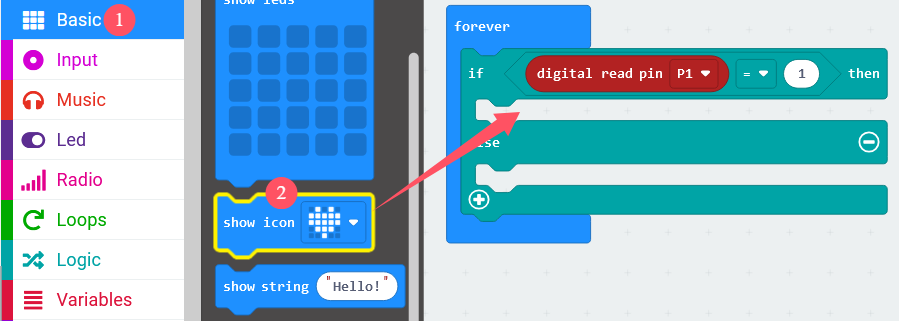 Basic
1
Input
Music
Led
Radio
Loops
Logic
Variables
show leds
2
show icon
show string "Hello!"
forever
if digital read pin P1 = 1 then
lse